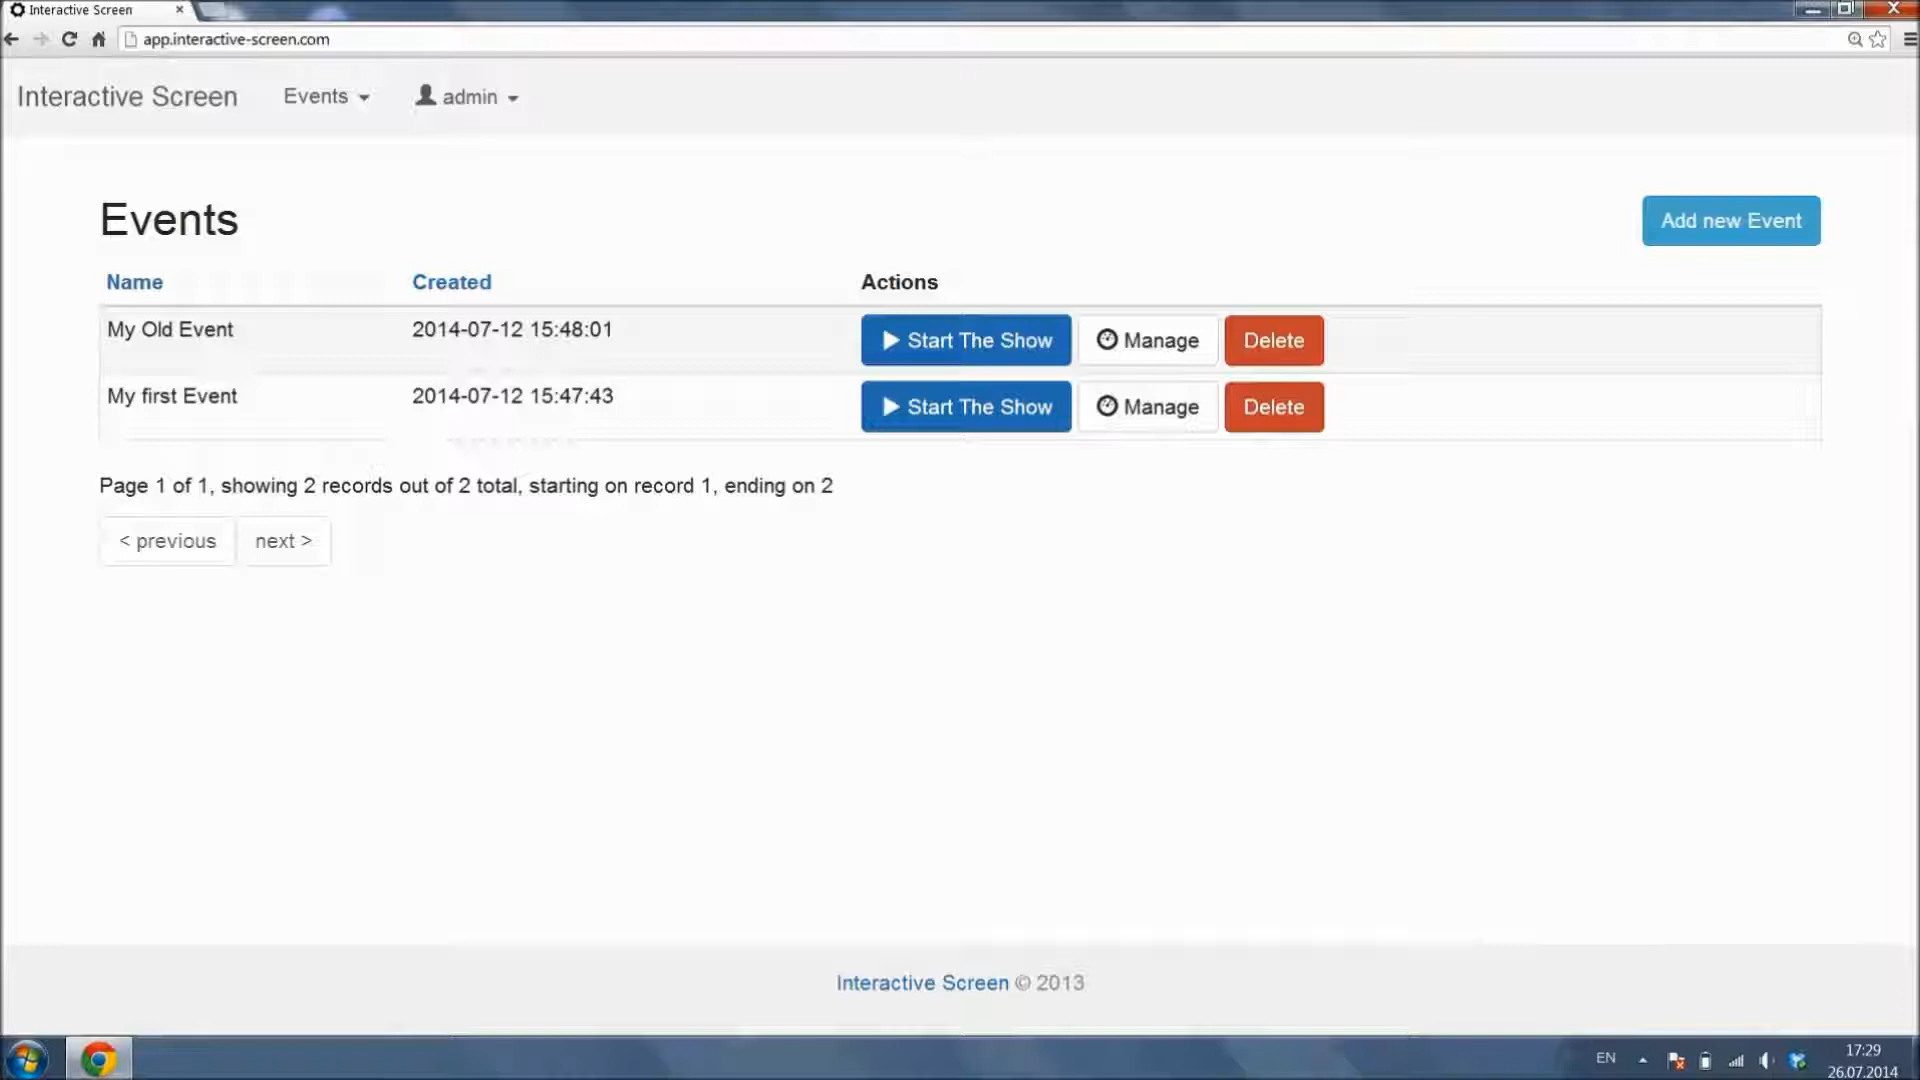 Interactive Screen
app.interactive-screen.com
Interactive Screen Events admin
Events Add new Event
Name Created Actions
My Old Event 2014-07-12 15:48:01 Start The Show Manage Delete
My first Event 2014-07-12 15:47:43 Start The Show Manage Delete
Page 1 of 1, showing 2 records out of 2 total, starting on record 1, ending on 2
< previous next >
Interactive Screen © 2013
EN 17:29
26.07.2014